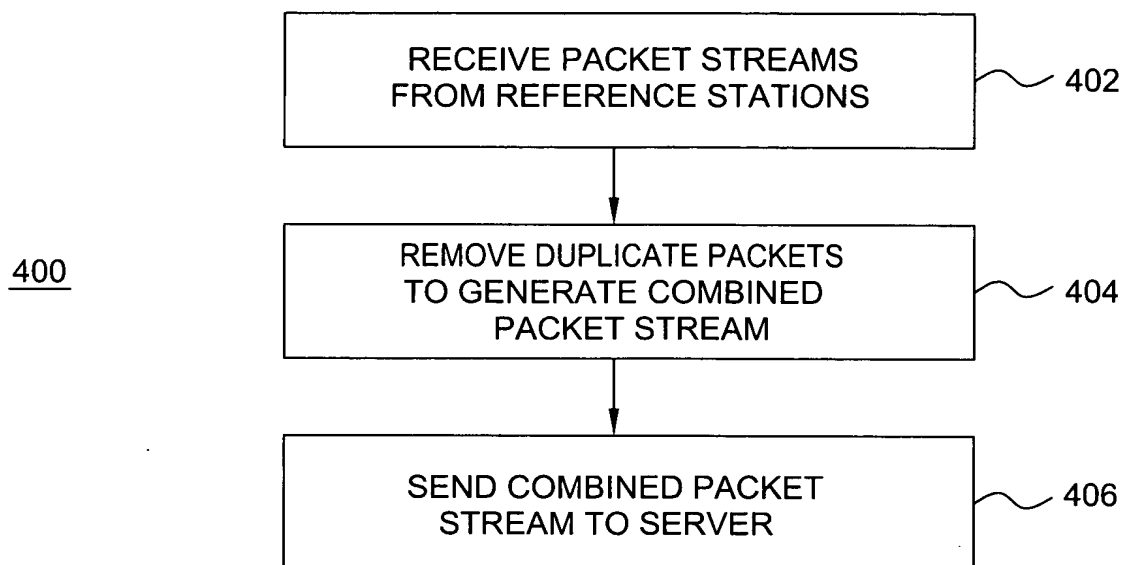 RECEIVE PACKET STREAMS
FROM REFERENCE STATIONS
402
400
REMOVE DUPLICATE PACKETS
TO GENERATE COMBINED
PACKET STREAM
404
SEND COMBINED PACKET
STREAM TO SERVER
406